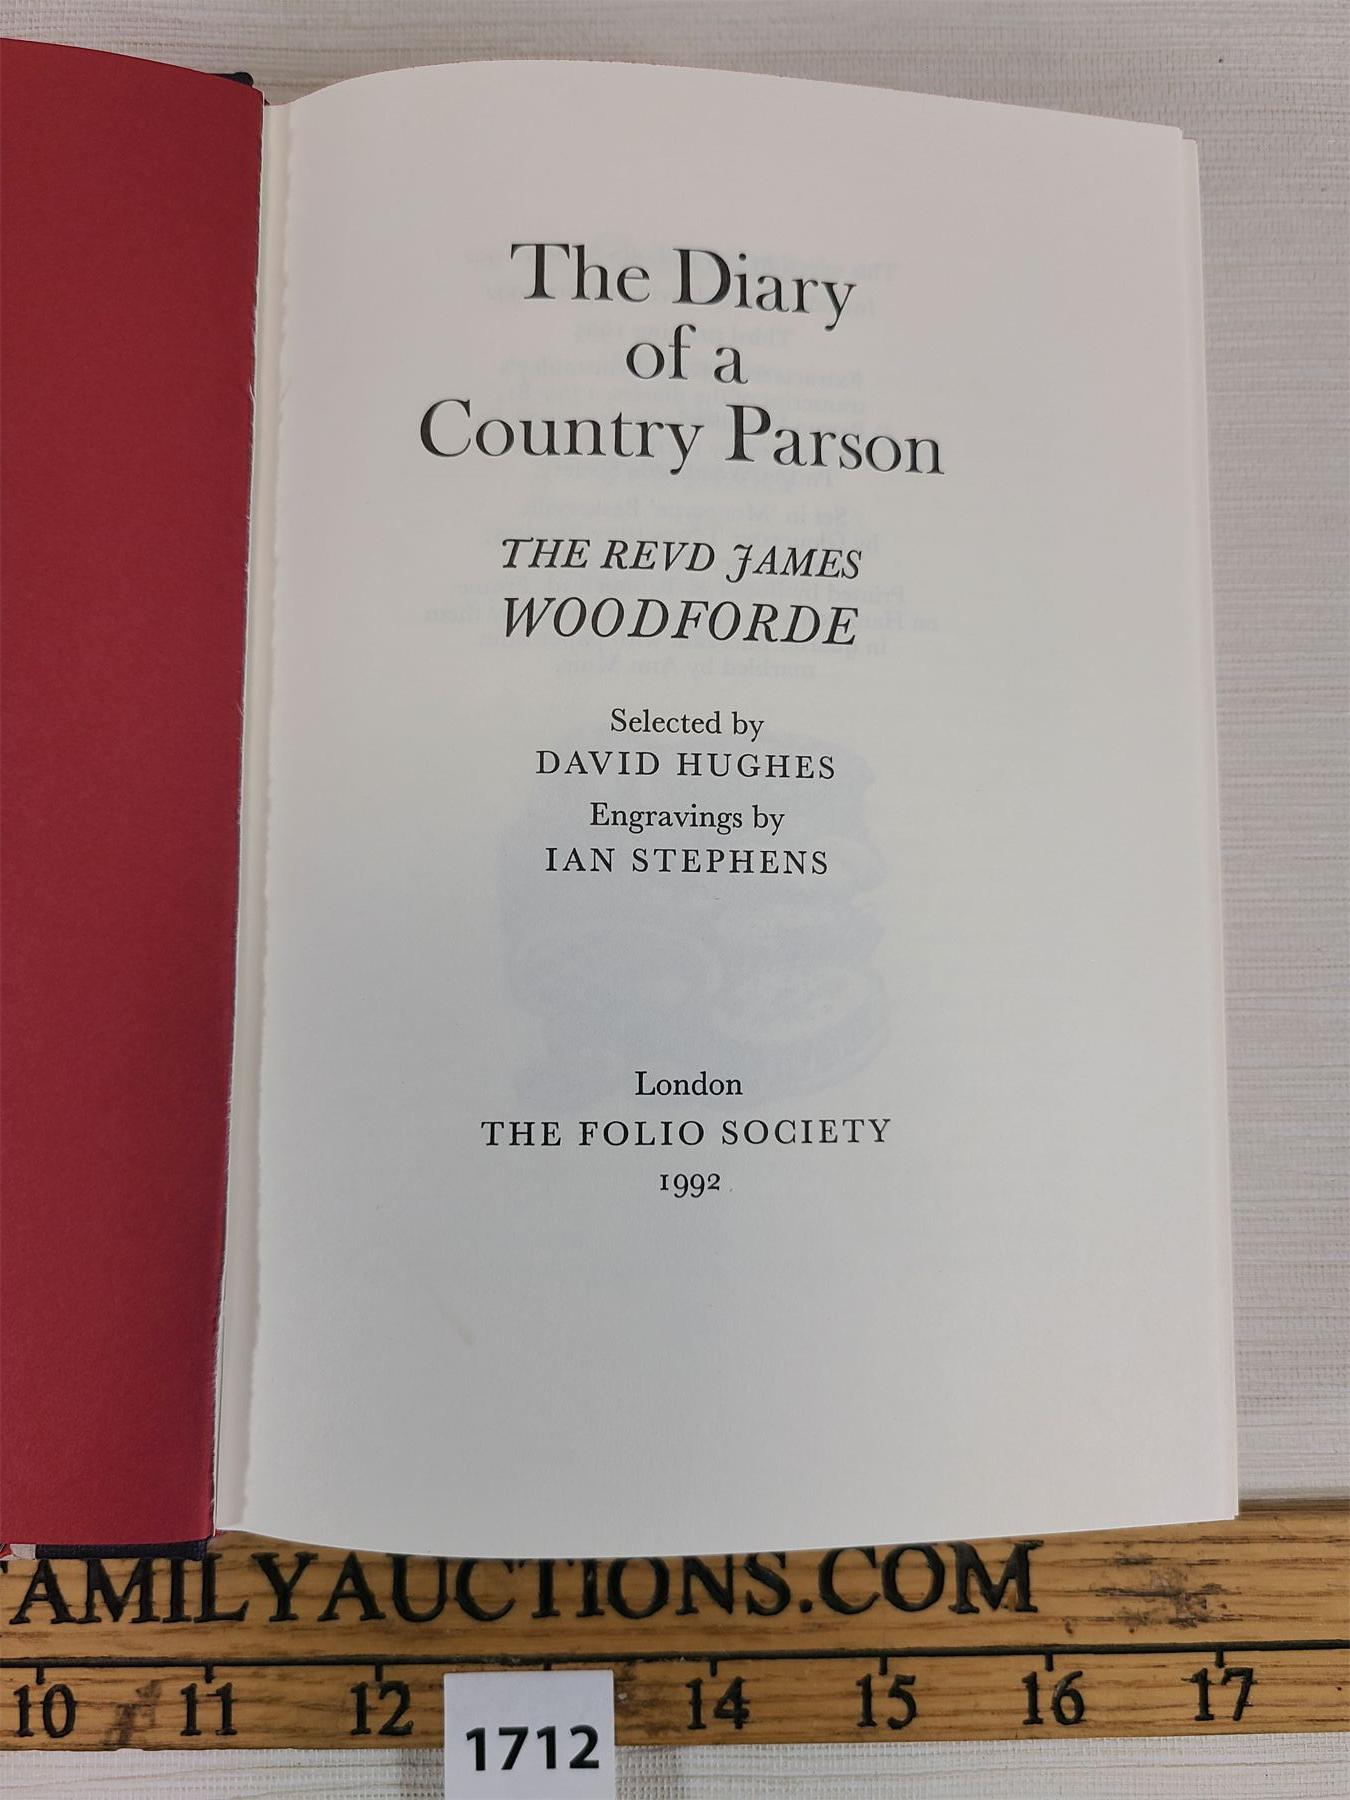 The Diary
of a
Country Parson
THE REVD JAMES
WOODFORDE
Selected by
DAVID HUGHES
Engravings by
IAN STEPHENS
London
THE FOLIO SOCIETY
1992
FAMILYAUCTIONS.COM
10 11 12 14 15 16 17
1712